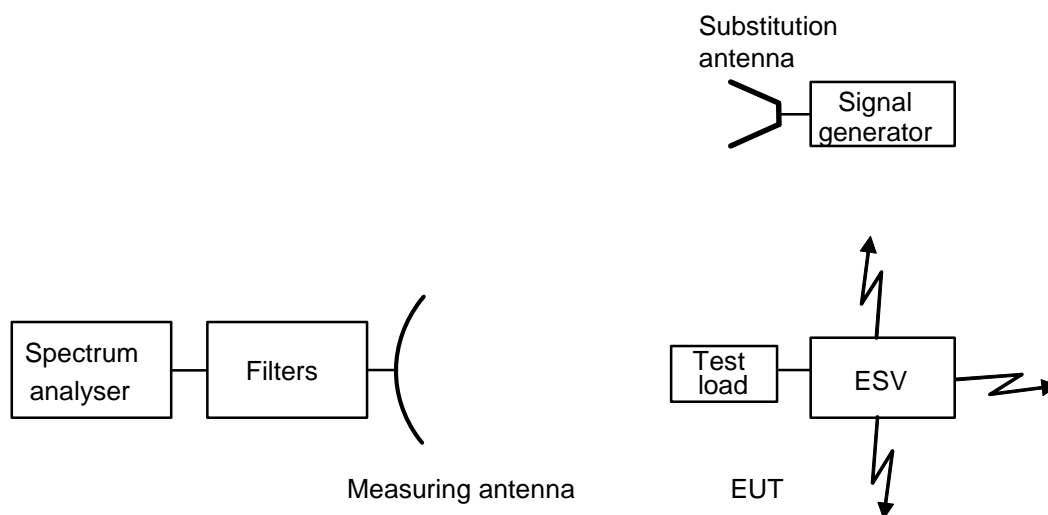 Substitution
antenna
Signal
generator
Spectrum
analyser
Filters
Test
load
ESV
Measuring antenna
EUT